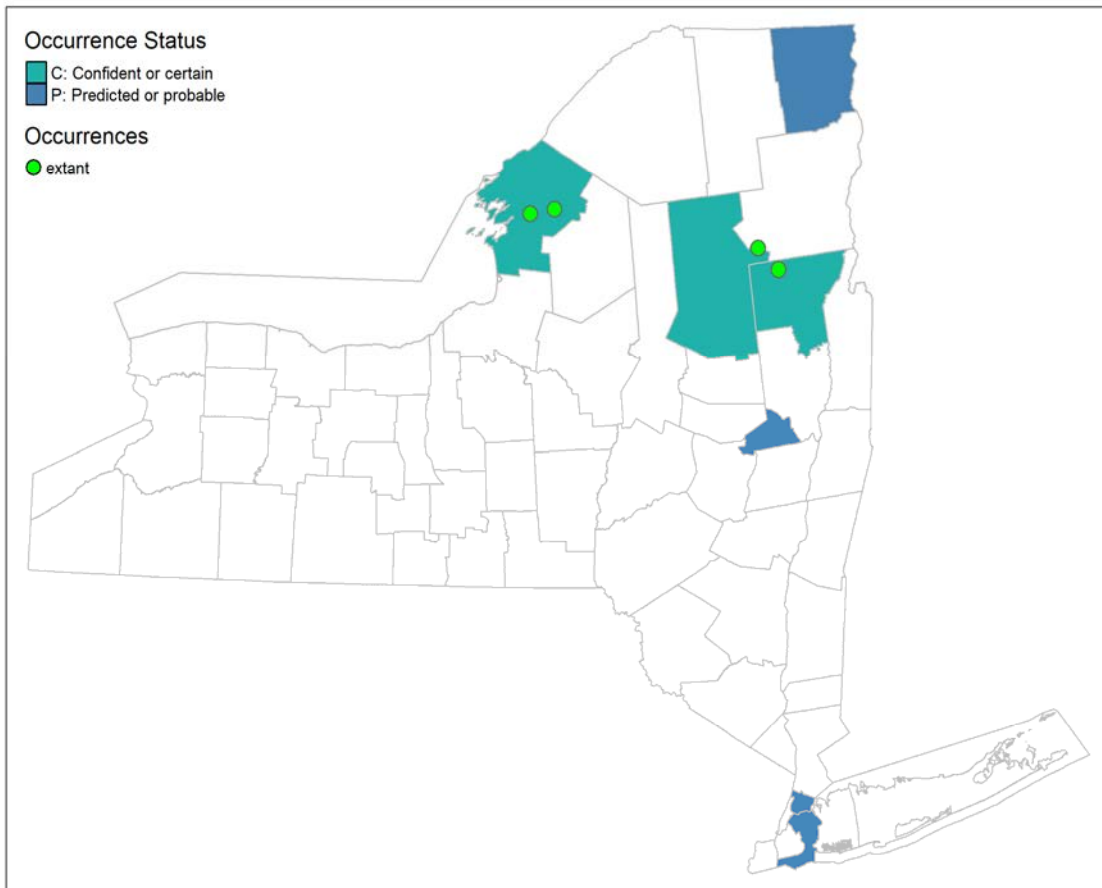 Occurrence Status
C: Confident or certain
P: Predicted or probable
Occurrences
extant